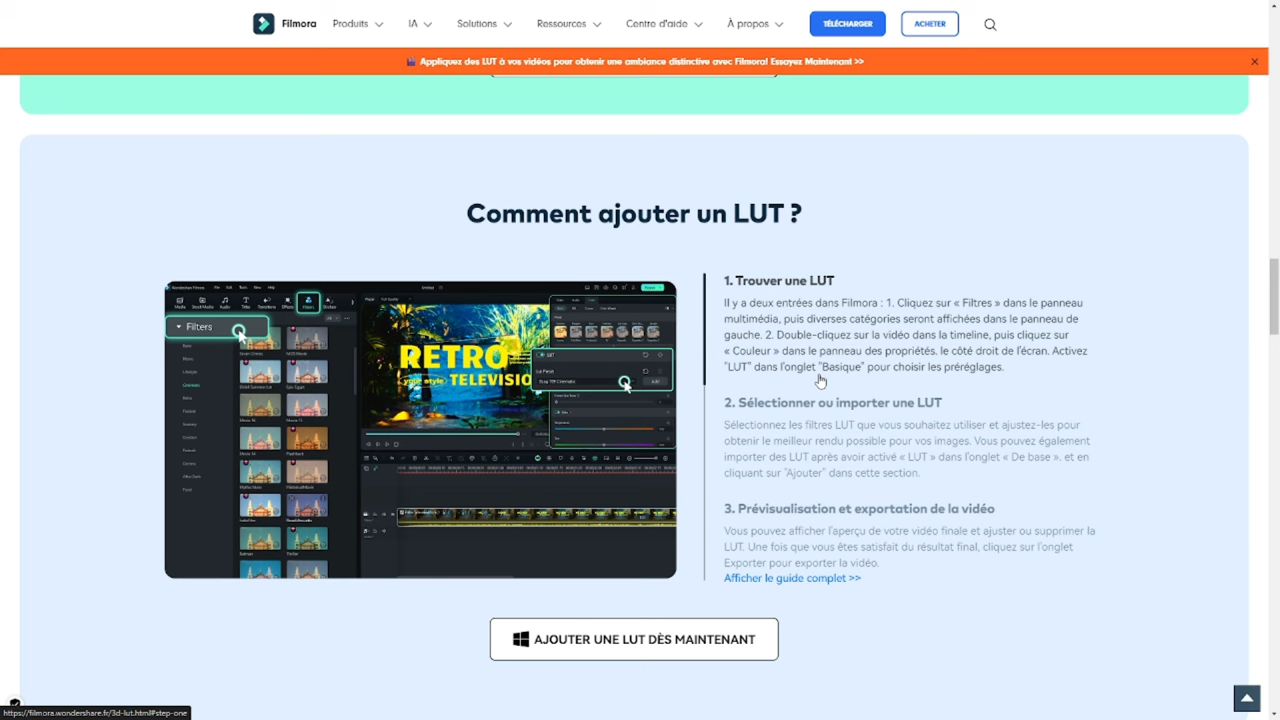 Filmora
Produits
IA
Solutions
Ressources
Centre d'aide
À propos
TÉLÉCHARGER
ACHETER
Appliquez des LUT à vos vidéos pour obtenir une ambiance distinctive avec Filmora! Essayez Maintenant >>
Comment ajouter un LUT ?
Filters
RETRO
your style TELEVISION
LUT
1. Trouver une LUT
Il y a deux entrées dans Filmora : 1. Cliquez sur « Filtres » dans le panneau
multimédia, puis diverses catégories seront affichées dans le panneau de
gauche. 2. Double-cliquez sur la vidéo dans la timeline, puis cliquez sur
« Couleur » dans le panneau des propriétés. le côté droit de l'écran. Activez
"LUT" dans l'onglet "Basique" pour choisir les préréglages.
2. Sélectionner ou importer une LUT
Sélectionnez les filtres LUT que vous souhaitez utiliser et ajustez-les pour
obtenir le meilleur rendu possible pour vos images. Vous pouvez également
importer des LUT après avoir activé « LUT » dans l'onglet « De base ». et en
cliquant sur "Ajouter" dans cette section.
3. Prévisualisation et exportation de la vidéo
Vous pouvez afficher l'aperçu de votre vidéo finale et ajuster ou supprimer la
LUT. Une fois que vous êtes satisfait du résultat final, cliquez sur l'onglet
Exporter pour exporter la vidéo.
Afficher le guide complet >>
AJOUTER UNE LUT DÈS MAINTENANT
https://filmora.wondershare.fr/3d-lut.html#step-one